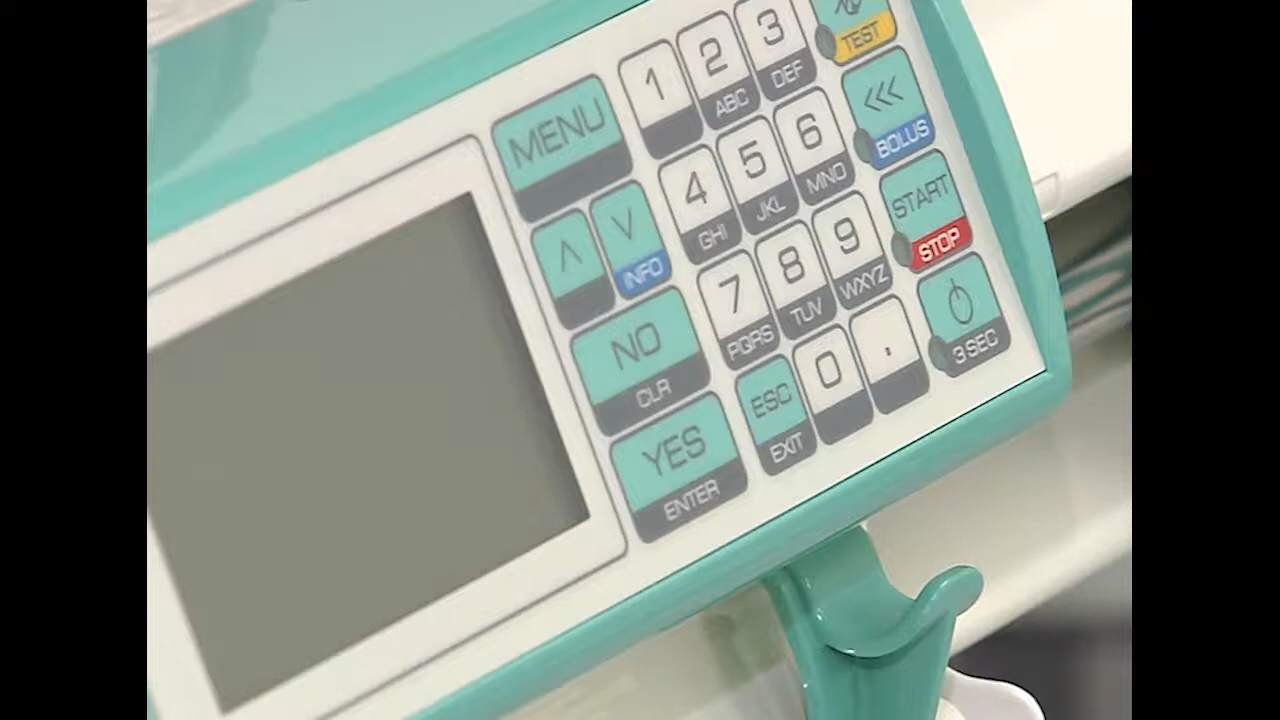 MENU
1
2
ABC
3
DEF
TEST
<<<
BOLUS
INFO
4
GHI
5
JKL
6
MNO
START
STOP
NO
CLR
7
PQRS
8
TUV
9
WXYZ
3 SEC
YES
ENTER
ESC
EXIT
0
.